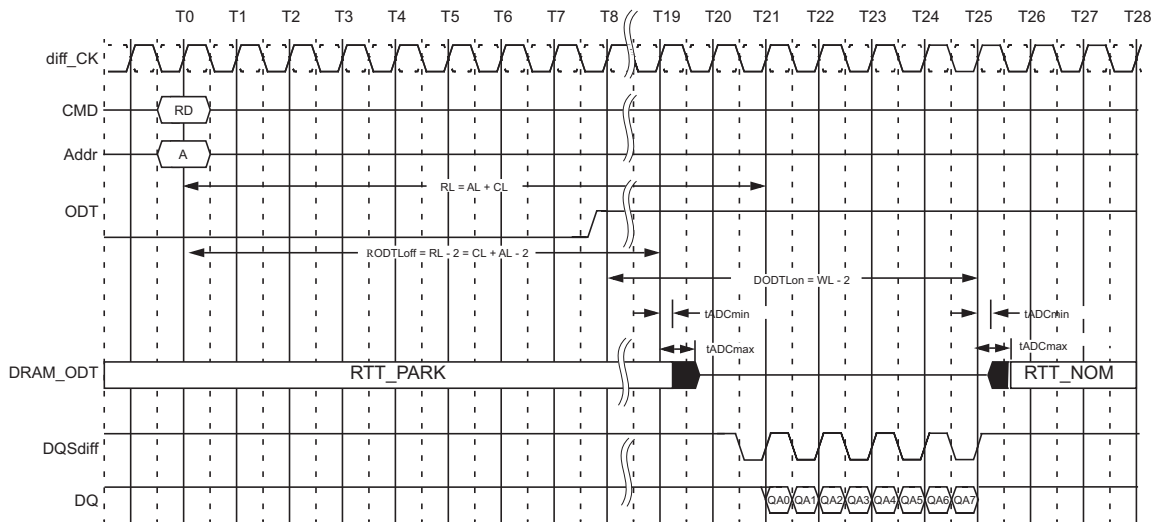 T0 T1 T2 T3 T4 T5 T6 T7 T8 T19 T20 T21 T22 T23 T24 T25 T26 T27 T28
diff_CK
CMD RD
Addr A
RL = AL + CL
ODT
RODTLoff = RL - 2 = CL + AL - 2
DODTLon = WL - 2
tADCmin tADCmin
tADCmax tADCmax
DRAM_ODT RTT_PARK RTT_NOM
DQSdiff
DQ QA0 QA1 QA2 QA3 QA4 QA5 QA6 QA7